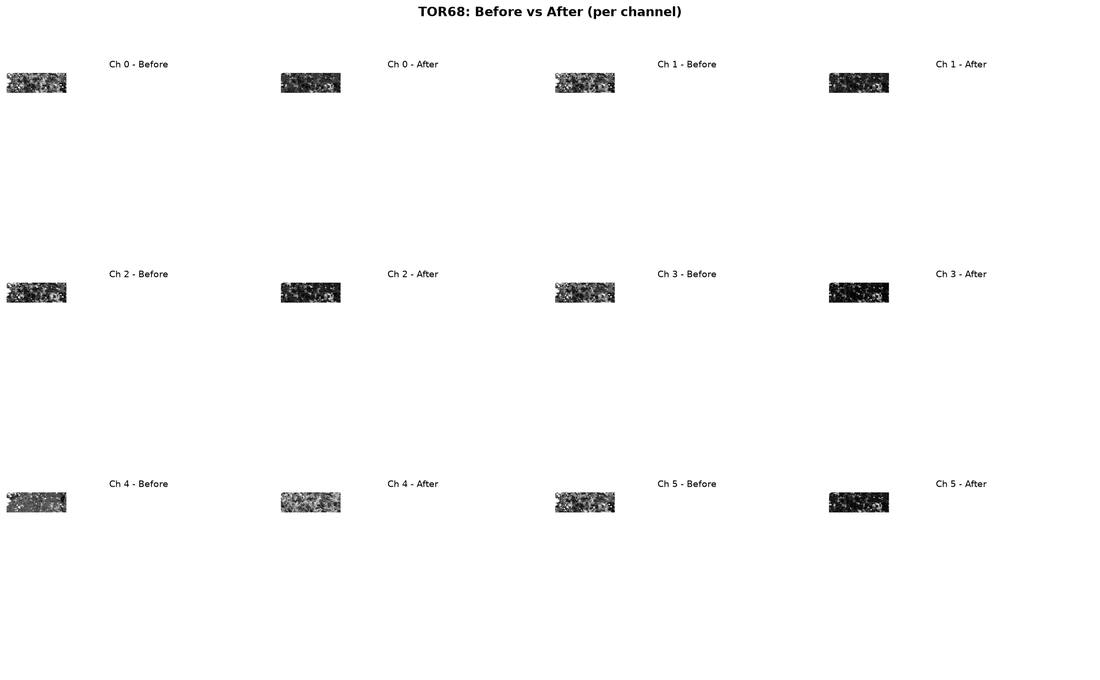 TOR68: Before vs After (per channel)
Ch 0 - Before
Ch 0 - After
Ch 1 - Before
Ch 1 - After
Ch 2 - Before
Ch 2 - After
Ch 3 - Before
Ch 3 - After
Ch 4 - Before
Ch 4 - After
Ch 5 - Before
Ch 5 - After